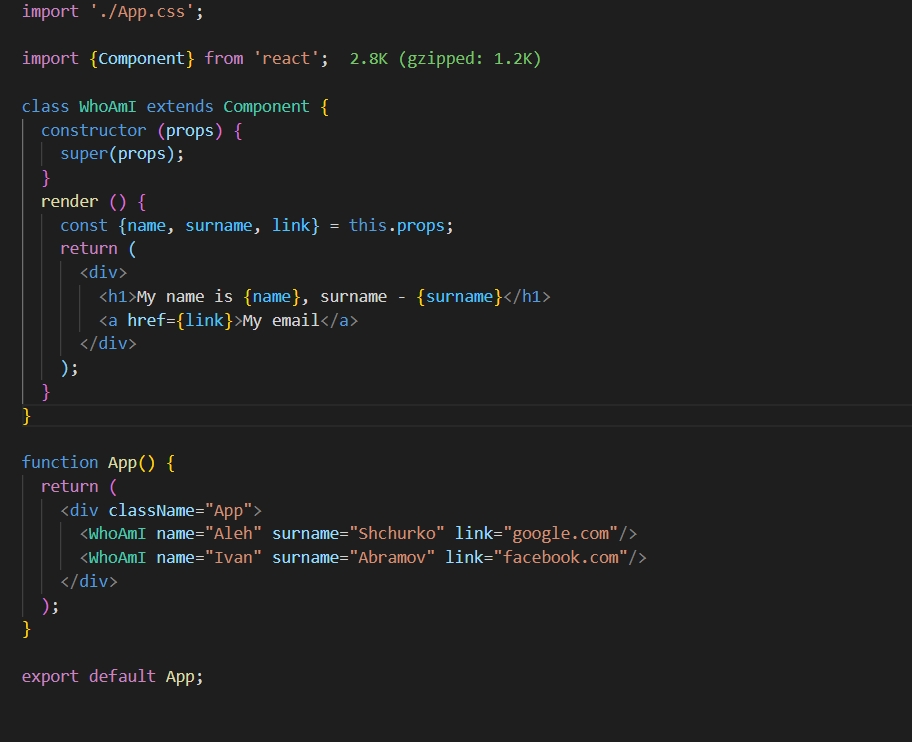 import './App.css';
import {Component} from 'react';  2.8K (gzipped: 1.2K)
class WhoAmI extends Component {
  constructor (props) {
    super(props);
  }
  render () {
    const {name, surname, link} = this.props;
    return (
      <div>
        <h1>My name is {name}, surname - {surname}</h1>
        <a href={link}>My email</a>
      </div>
    );
  }
}
function App() {
  return (
    <div className="App">
      <WhoAmI name="Aleh" surname="Shchurko" link="google.com"/>
      <WhoAmI name="Ivan" surname="Abramov" link="facebook.com"/>
    </div>
  );
}
export default App;